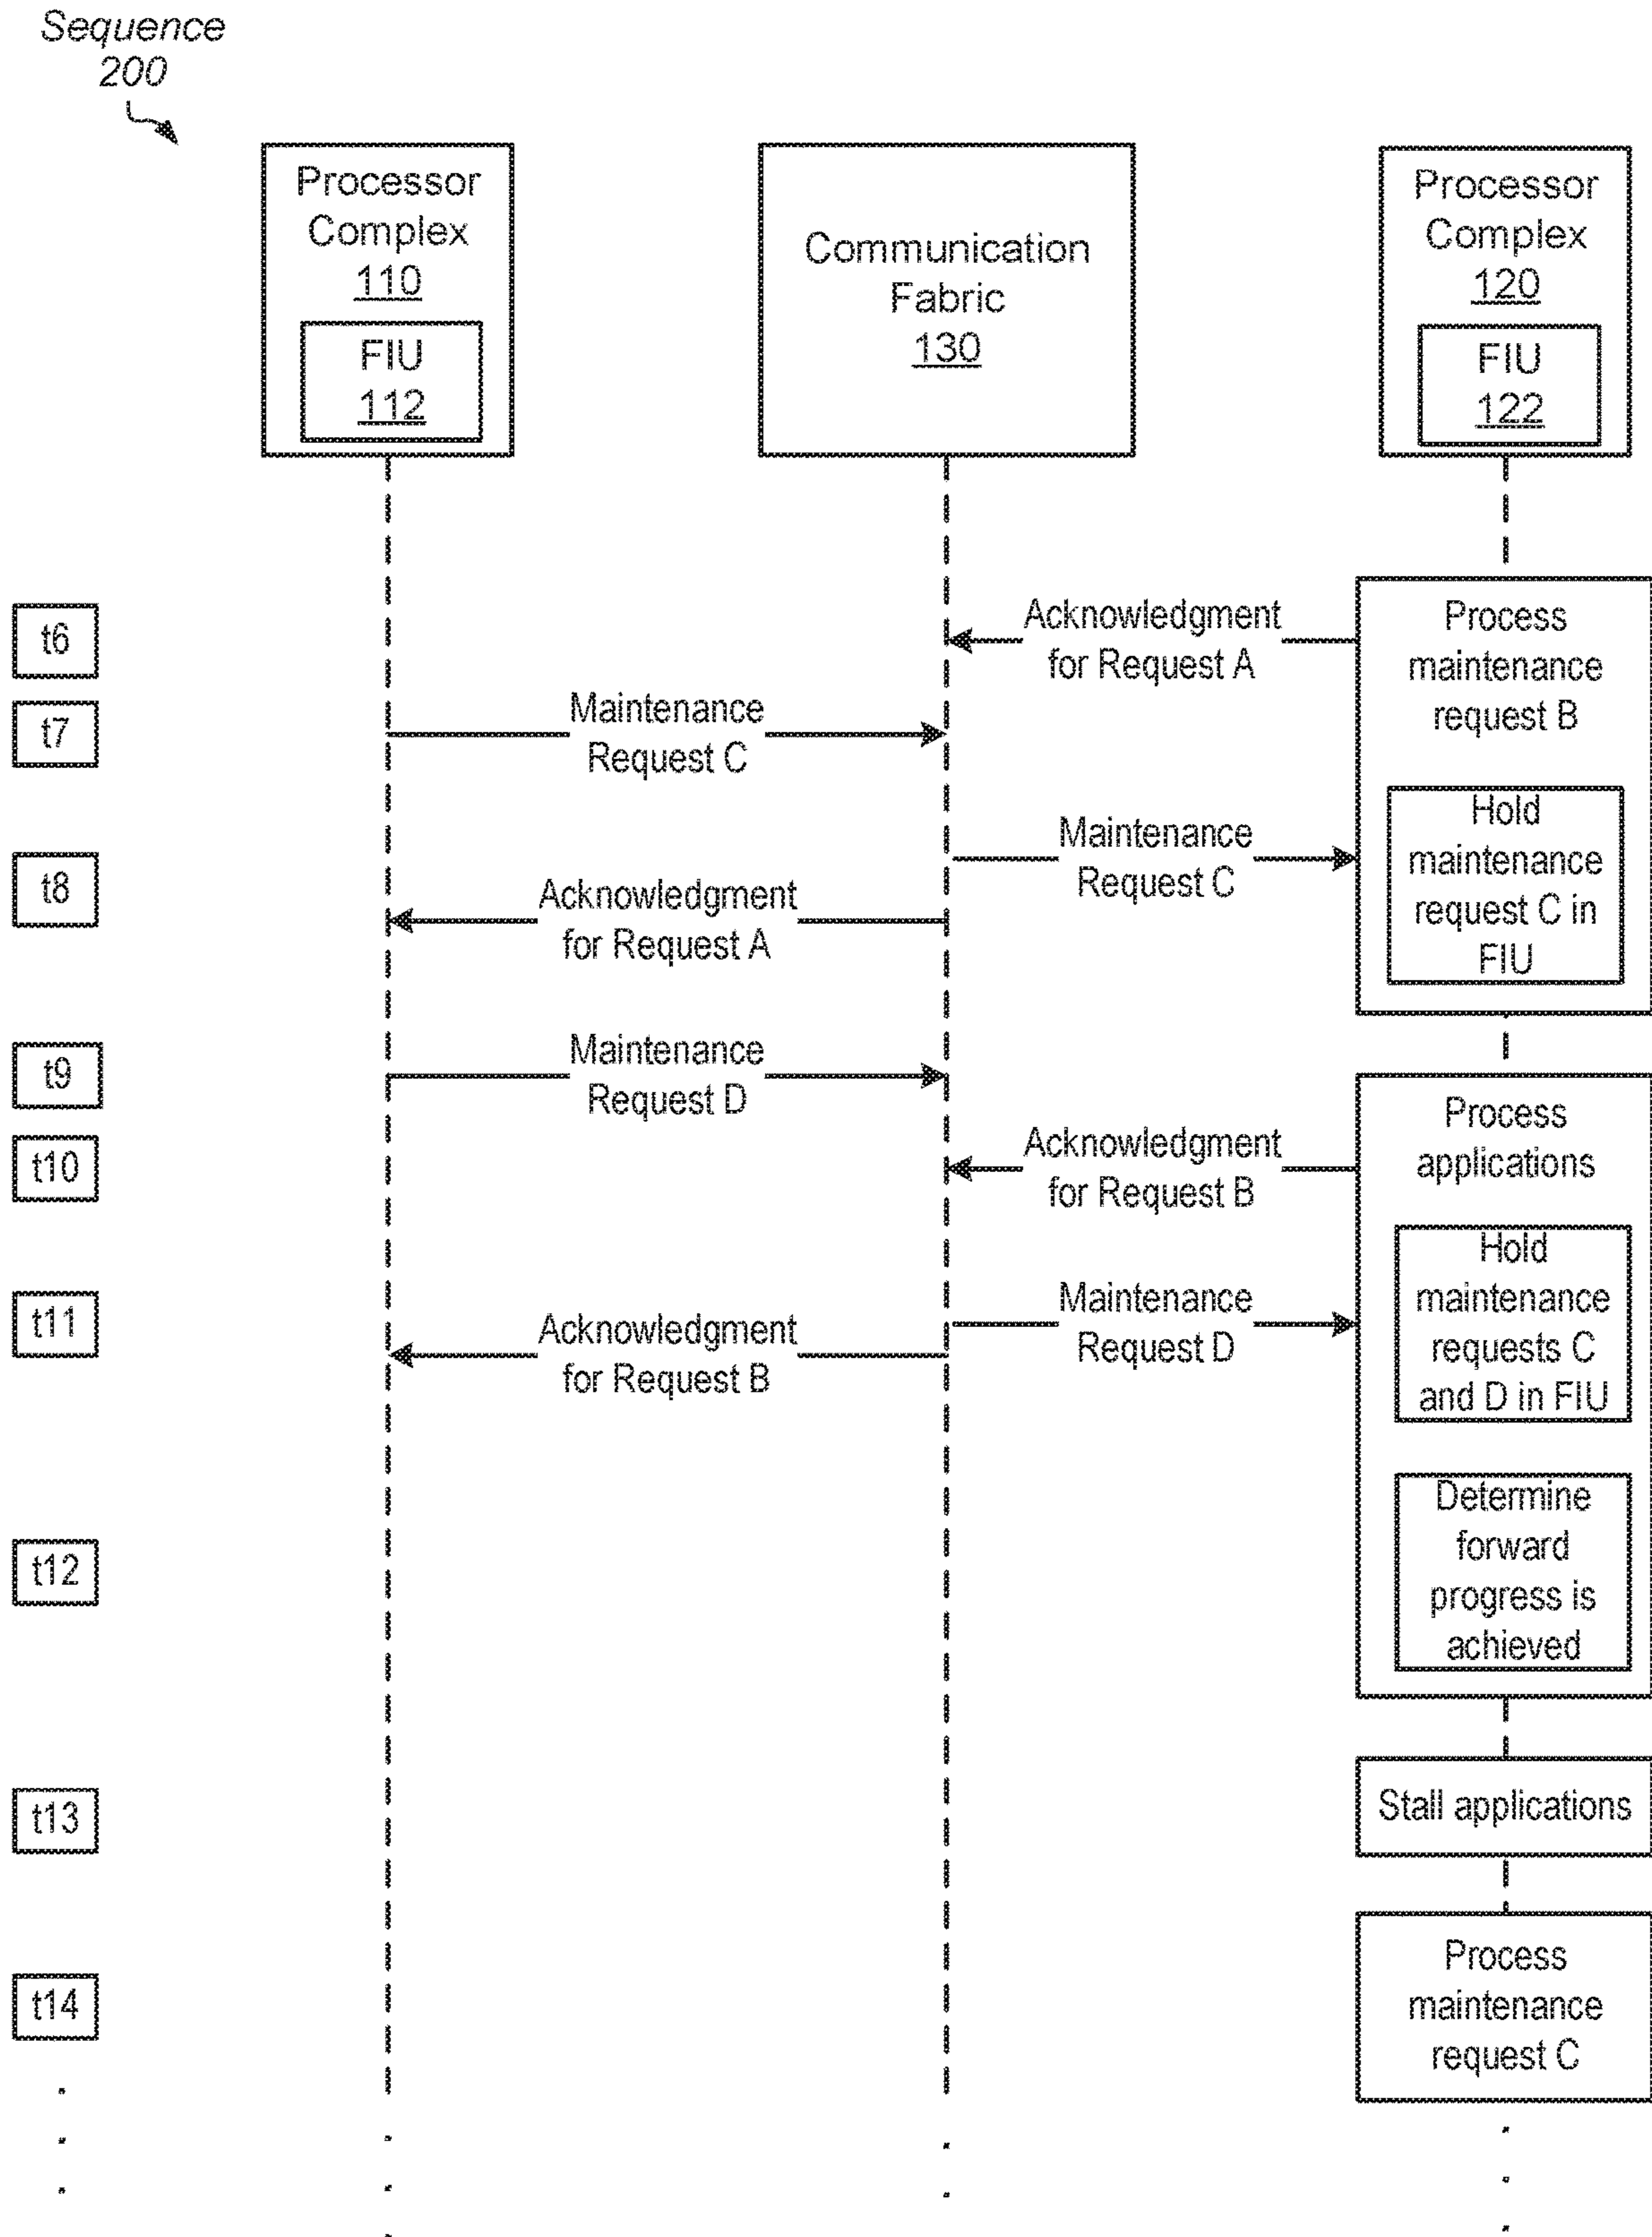 Sequence
200
Processor
Complex
110
FIU
112
Communication
Fabric
130
Processor
Complex
120
FIU
122
t6
Acknowledgment
for Request A
Process
maintenance
request B
t7
Maintenance
Request C
Hold
maintenance
request C in
FIU
t8
Maintenance
Request C
Acknowledgment
for Request A
t9
Maintenance
Request D
Process
applications
t10
Acknowledgment
for Request B
Hold
maintenance
requests C
and D in FIU
t11
Maintenance
Request D
Acknowledgment
for Request B
t12
Determine
forward
progress is
achieved
t13
Stall applications
t14
Process
maintenance
request C